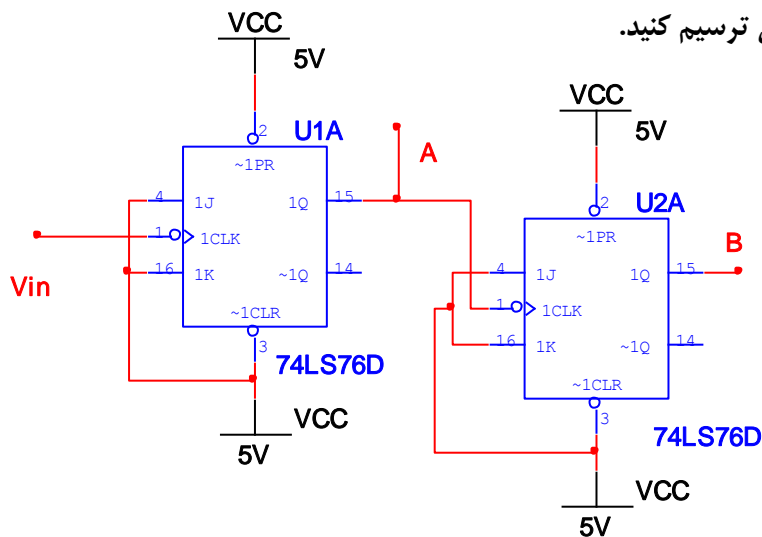 ترسیم کنید.
VCC
5V
U1A
2
~1PR
4
1J
1Q
15
A
1
1CLK
16
1K
~1Q
14
~1CLR
3
74LS76D
VCC
5V
Vin
VCC
5V
U2A
2
~1PR
4
1J
1Q
15
B
1
1CLK
16
1K
~1Q
14
~1CLR
3
74LS76D
VCC
5V